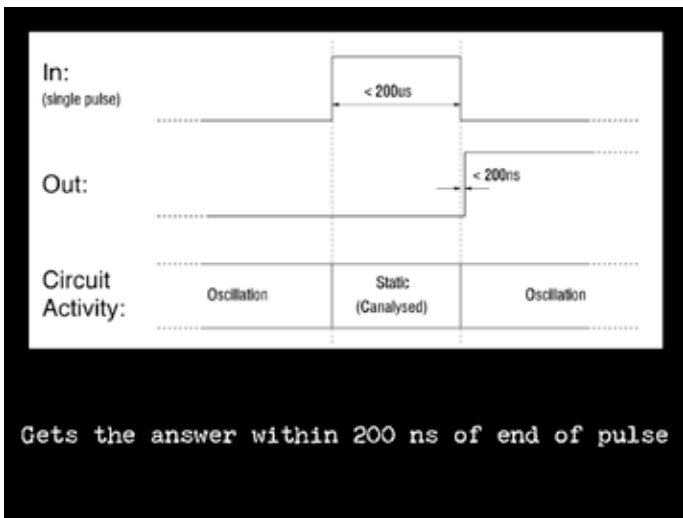 In:
(single pulse)
< 200us
Out:
< 200ns
Circuit
Activity:
Oscillation
Static
(Canalysed)
Oscillation
Gets the answer within 200 ns of end of pulse